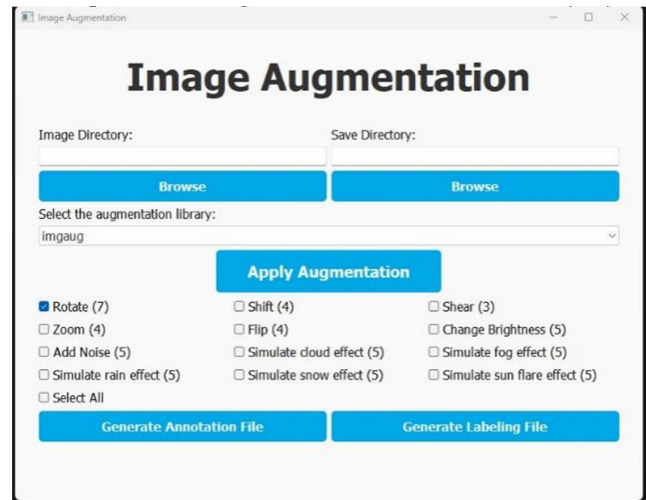 Image Augmentation
Image Augmentation
Image Directory: Save Directory:
Browse Browse
Select the augmentation library:
imgaug
Apply Augmentation
Rotate (7) Shift (4) Shear (3)
Zoom (4) Flip (4) Change Brightness (5)
Add Noise (5) Simulate cloud effect (5) Simulate fog effect (5)
Simulate rain effect (5) Simulate snow effect (5) Simulate sun flare effect (5)
Select All
Generate Annotation File Generate Labeling File